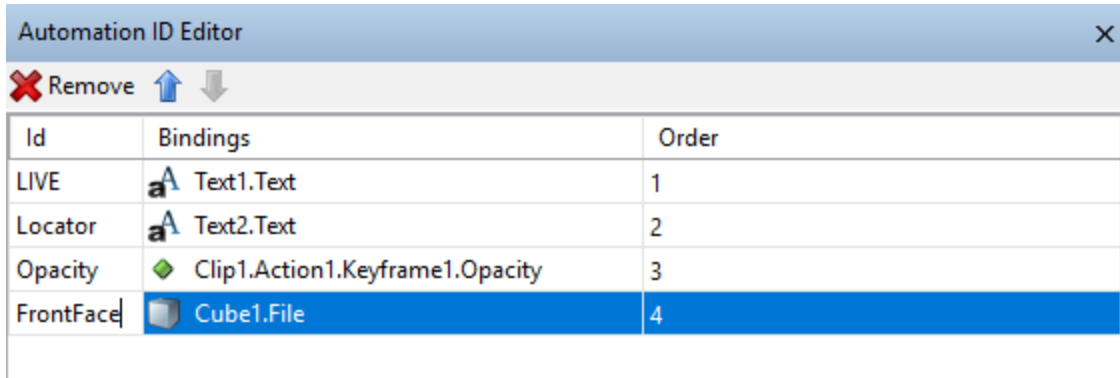 Automation ID Editor
Remove
Id Bindings Order
LIVE Text1.Text 1
Locator Text2.Text 2
Opacity Clip1.Action1.Keyframe1.Opacity 3
FrontFace Cube1.File 4